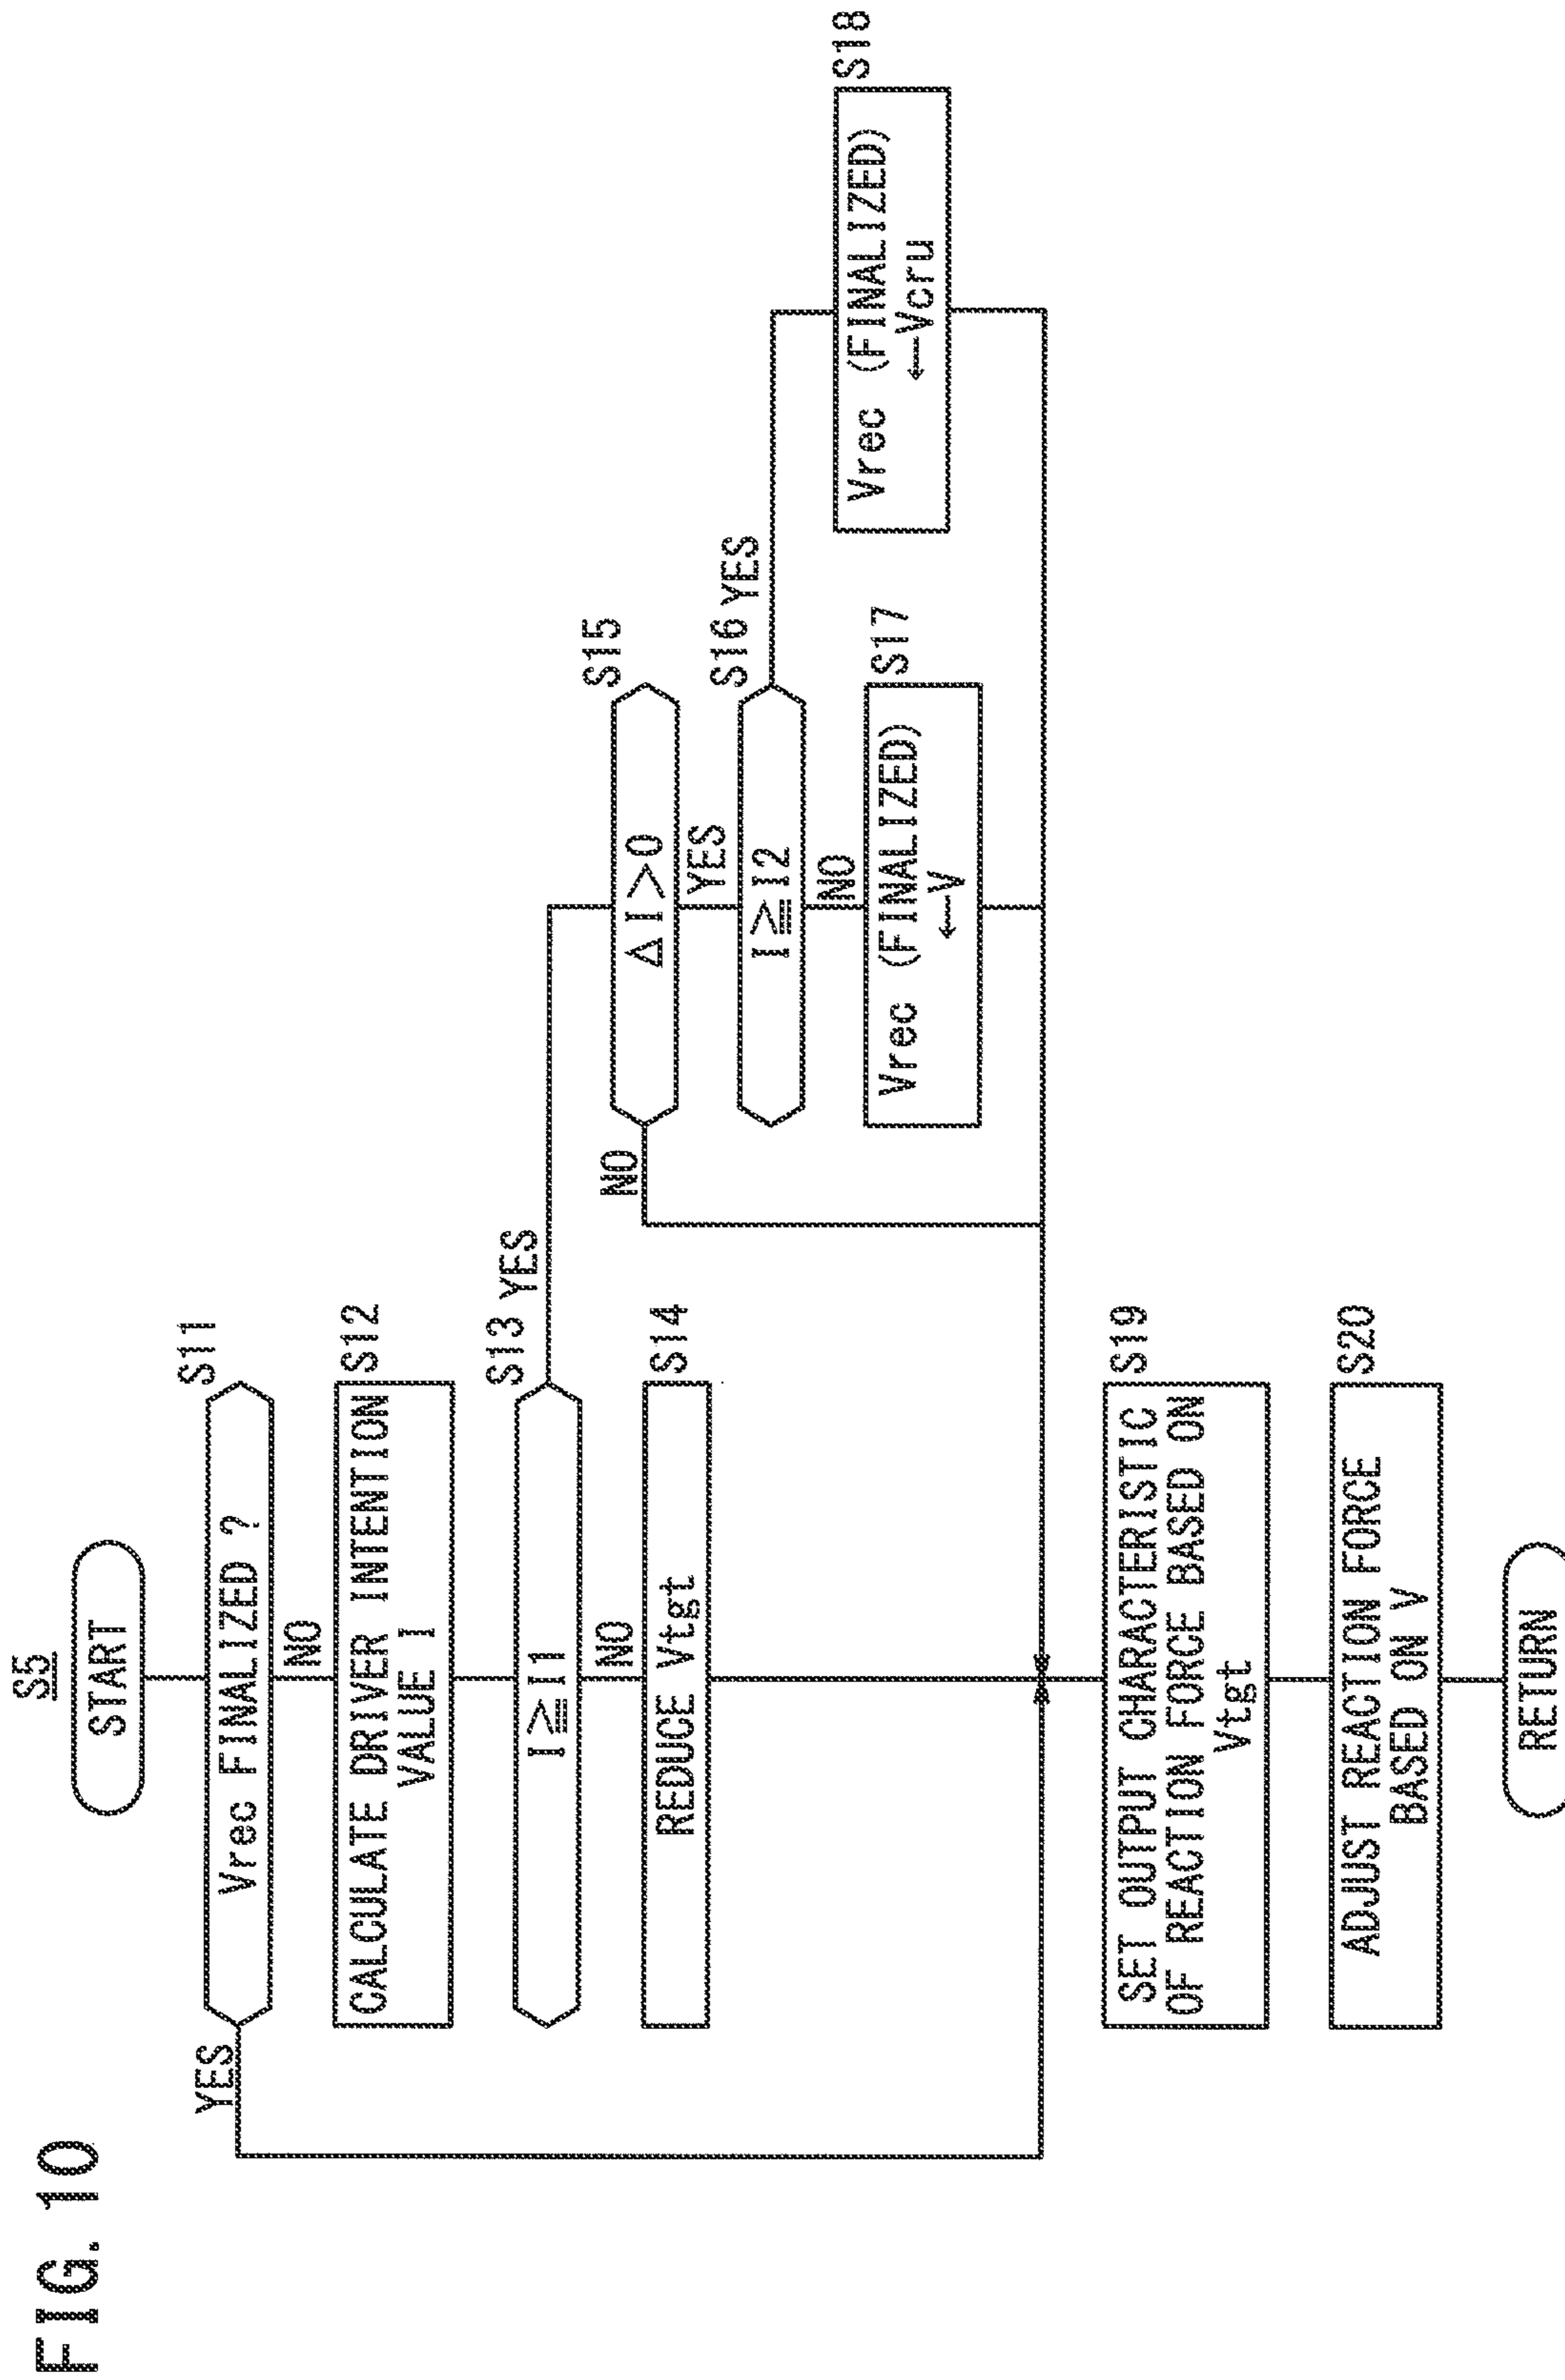 FIG. 10
S5
START
S11
Vrec FINALIZED ?
YES
NO
S12
CALCULATE DRIVER INTENTION
VALUE I
S13
YES
I≧I1
NO
S14
REDUCE Vtgt
S15
ΔI>0
NO
YES
S16
YES
I≧I2
NO
S17
Vrec (FINALIZED)
←V
S18
Vrec (FINALIZED)
←Vcru
S19
SET OUTPUT CHARACTERISTIC
OF REACTION FORCE BASED ON
Vtgt
S20
ADJUST REACTION FORCE
BASED ON V
RETURN